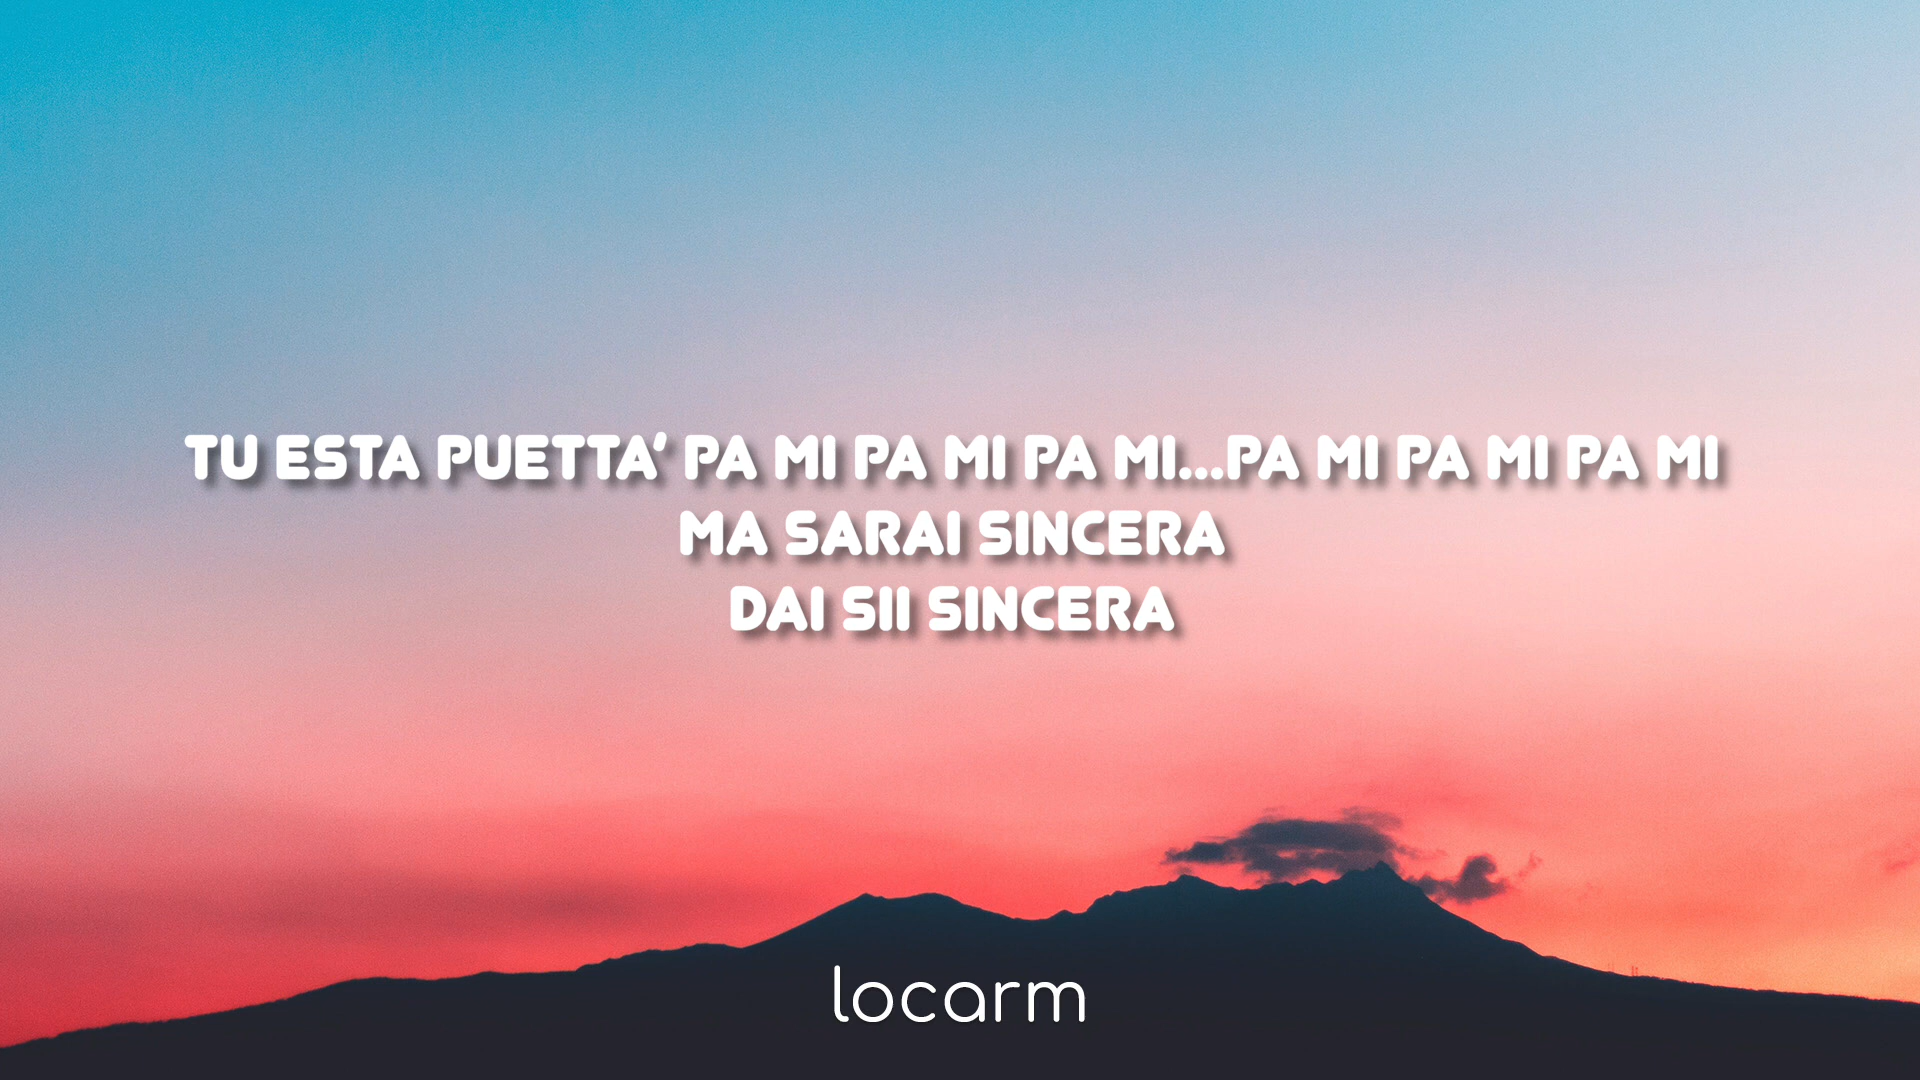 TU ESTA PUETTA' PA MI PA MI PA MI...PA MI PA MI PA MI
MA SARAI SINCERA
DAI SII SINCERA
locarm